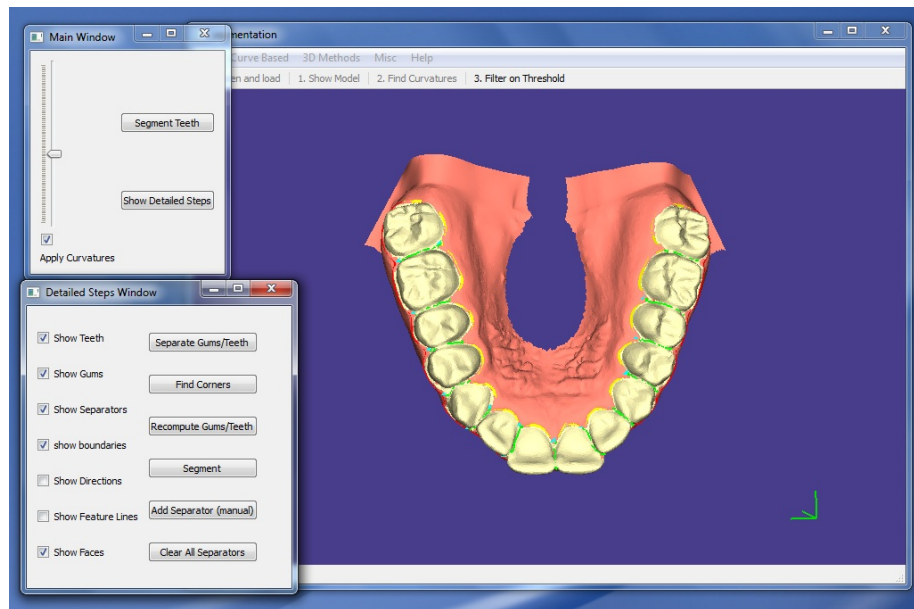 Main Window
mentation
Curve Based 3D Methods Misc Help
en and load 1. Show Model 2. Find Curvatures 3. Filter on Threshold
Segment Teeth
Show Detailed Steps
Apply Curvatures
Detailed Steps Window
Show Teeth
Separate Gums/Teeth
Show Gums
Find Corners
Show Separators
Recompute Gums/Teeth
show boundaries
Segment
Show Directions
Add Separator (manual)
Show Feature Lines
Show Faces
Clear All Separators